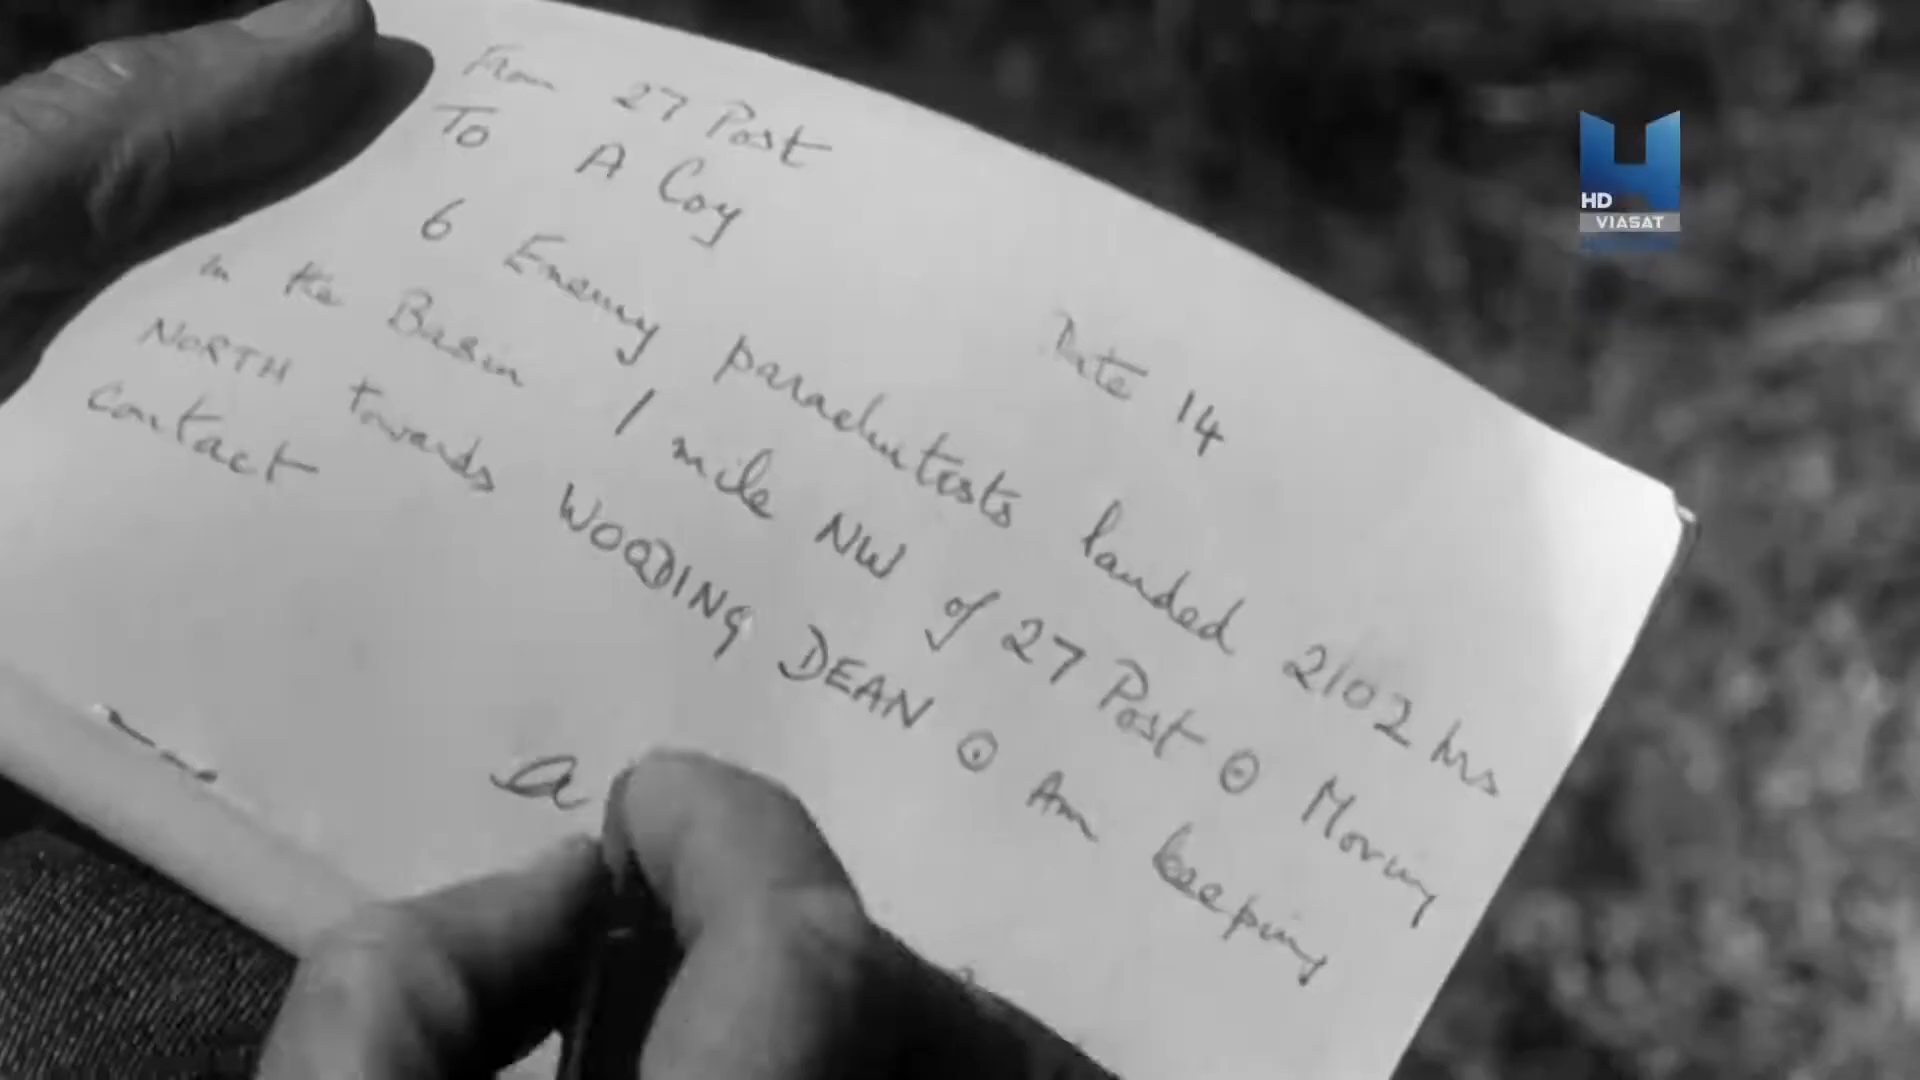 From 27 Post
To A Coy
Date 14
6 Enemy parachutists landed 2102 hrs
in the Basin 1 mile NW of 27 Post ⊙ Moving
NORTH towards WOODING DEAN ⊙ Am keeping
contact
a
HD
VIASAT